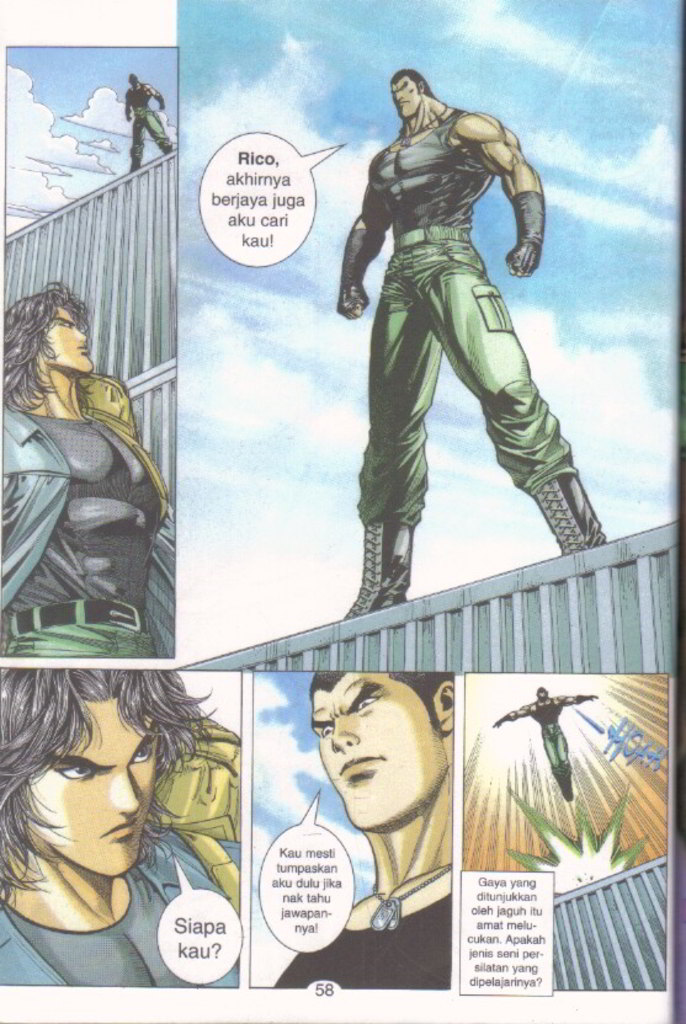 Rico,
akhirnya
berjaya juga
aku cari
kau!
Siapa
kau?
Kau mesti
tumpaskan
aku dulu jika
nak tahu
jawapan-
nya!
HGAA
Gaya yang
ditunjukkan
oleh jaguh itu
amat melu-
cukan. Apakah
jenis seni per-
silatan yang
dipelajarinya?
58